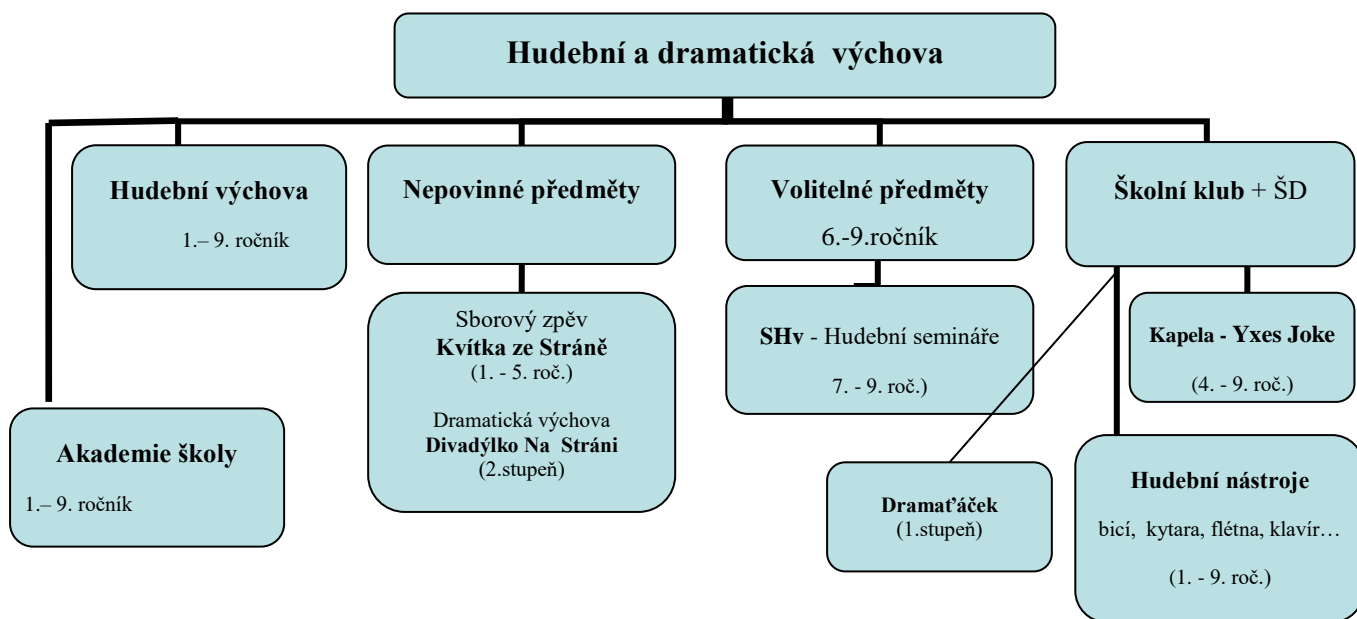 Hudební a dramatická výchova
Hudební výchova
1.– 9. ročník
Nepovinné předměty
Volitelné předměty
6.-9.ročník
Školní klub + ŠD
Sborový zpěv
Kvítka ze Stráně
(1. - 5. roč.)
Dramatická výchova
Divadýlko Na Stráni
(2.stupeň)
SHv - Hudební semináře
7. - 9. roč.)
Kapela - Yxes Joke
(4. - 9. roč.)
Akademie školy
1.– 9. ročník
Dramaťáček
(1.stupeň)
Hudební nástroje
bicí, kytara, flétna, klavír…
(1. - 9. roč.)